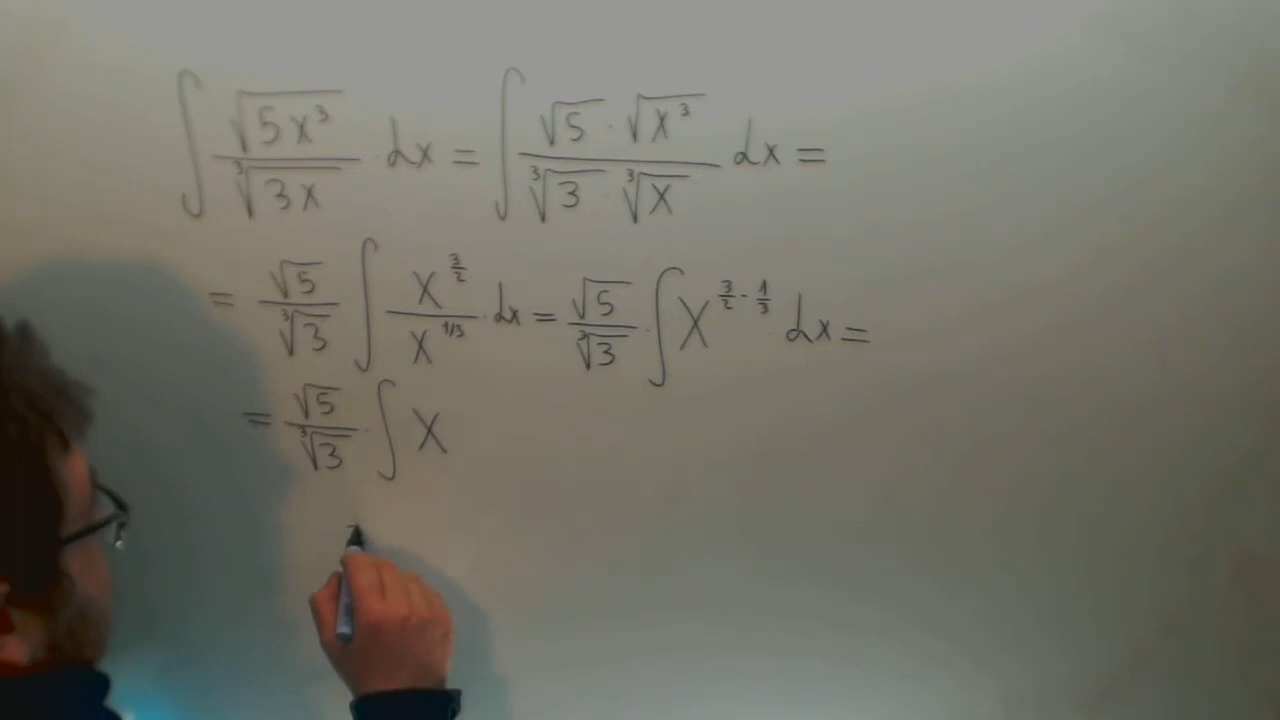 ∫ √(5x³) / ∛(3x) dx = ∫ √5 · √(x³) / ∛3 · ∛x dx =
= √5/∛3 ∫ x^(3/2) / x^(1/3) · dx = √5/∛3 · ∫ x^(3/2 - 1/3) dx =
= √5/∛3 · ∫ x